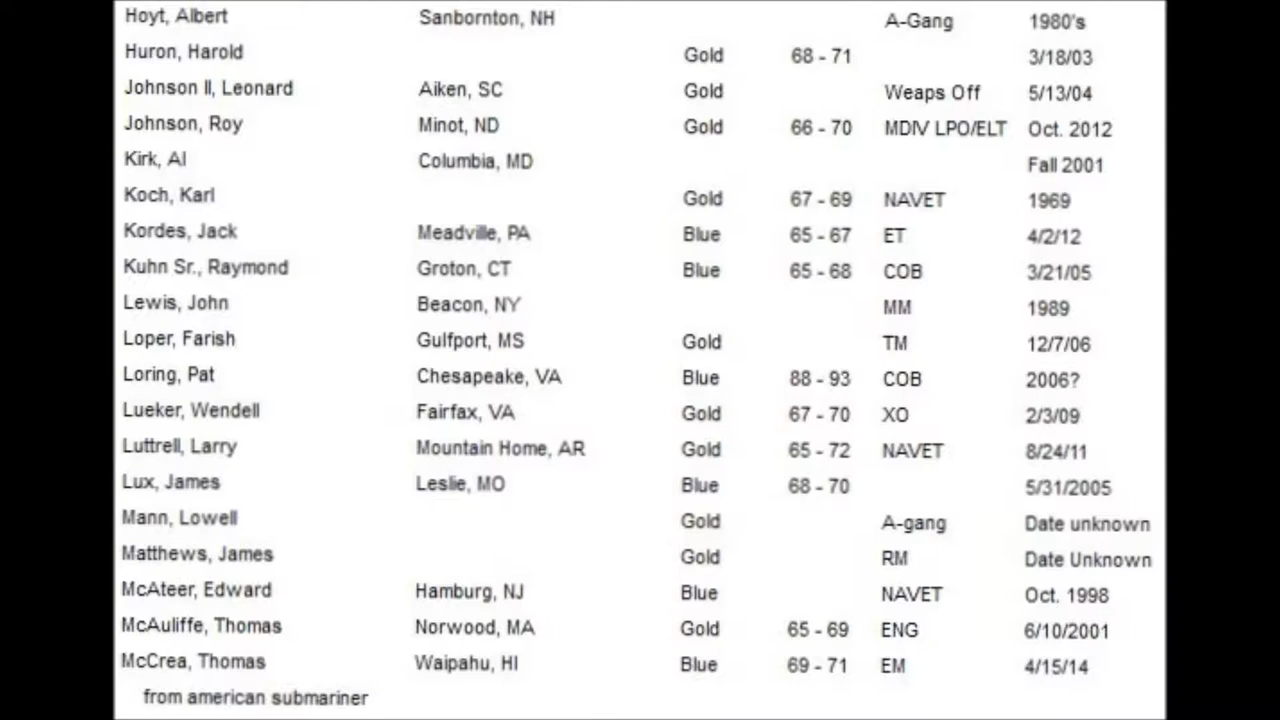 Hoyt, Albert Sanbornton, NH A-Gang 1980's
Huron, Harold Gold 68 - 71 3/18/03
Johnson II, Leonard Aiken, SC Gold Weaps Off 5/13/04
Johnson, Roy Minot, ND Gold 66 - 70 MDIV LPO/ELT Oct. 2012
Kirk, Al Columbia, MD Fall 2001
Koch, Karl Gold 67 - 69 NAVET 1969
Kordes, Jack Meadville, PA Blue 65 - 67 ET 4/2/12
Kuhn Sr., Raymond Groton, CT Blue 65 - 68 COB 3/21/05
Lewis, John Beacon, NY MM 1989
Loper, Farish Gulfport, MS Gold TM 12/7/06
Loring, Pat Chesapeake, VA Blue 88 - 93 COB 2006?
Lueker, Wendell Fairfax, VA Gold 67 - 70 XO 2/3/09
Luttrell, Larry Mountain Home, AR Gold 65 - 72 NAVET 8/24/11
Lux, James Leslie, MO Blue 68 - 70 5/31/2005
Mann, Lowell Gold A-gang Date unknown
Matthews, James Gold RM Date Unknown
McAteer, Edward Hamburg, NJ Blue NAVET Oct. 1998
McAuliffe, Thomas Norwood, MA Gold 65 - 69 ENG 6/10/2001
McCrea, Thomas Waipahu, HI Blue 69 - 71 EM 4/15/14
from american submariner